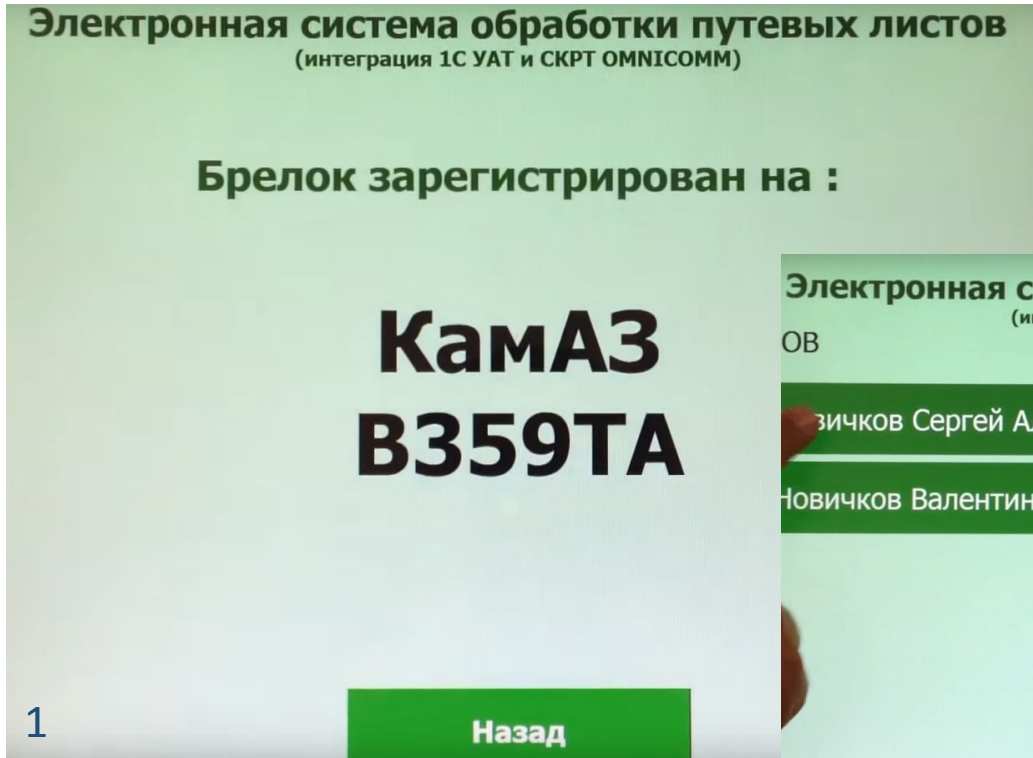 Электронная система обработки путевых листов
(интеграция 1С УАТ и СКРТ OMNICOMM)
Брелок зарегистрирован на :
КамАЗ
В359ТА
Назад
1
Электронная с
(и
ОВ
вичков Сергей А
Новичков Валентин